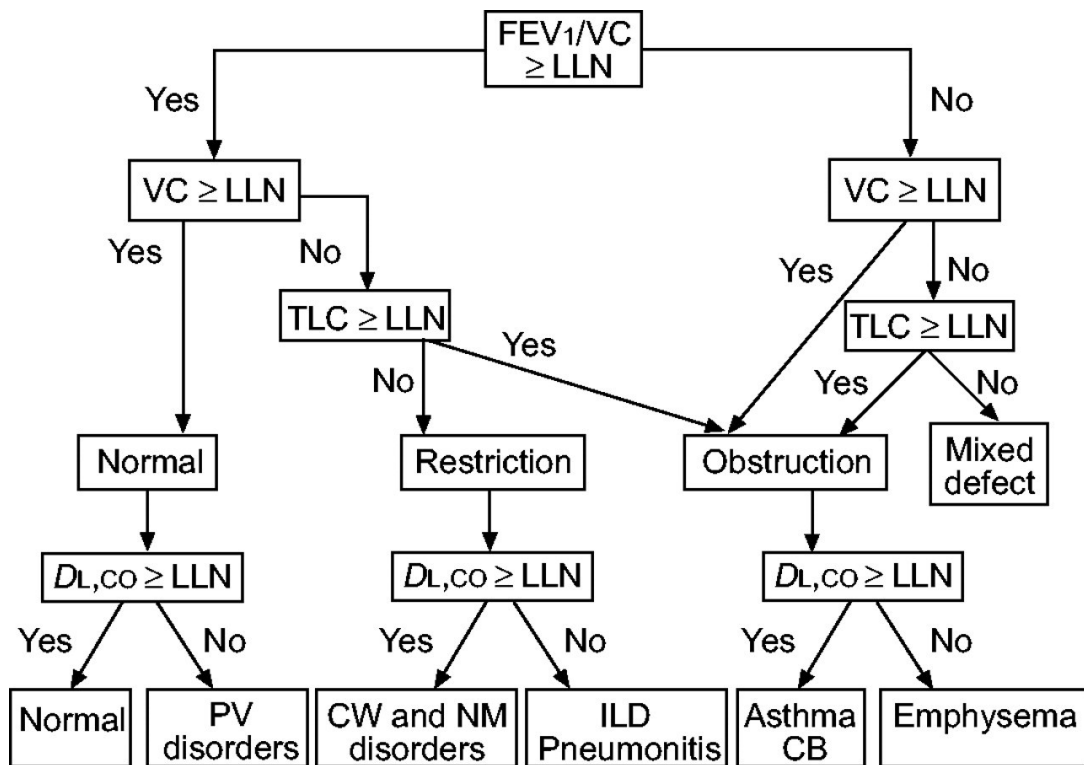 FEV1/VC
≥ LLN
Yes
No
VC ≥ LLN
VC ≥ LLN
Yes
No
Yes
No
TLC ≥ LLN
TLC ≥ LLN
No
Yes
Yes
No
Normal
Restriction
Obstruction
Mixed
defect
DL,CO ≥ LLN
DL,CO ≥ LLN
DL,CO ≥ LLN
Yes
No
Yes
No
Yes
No
Normal
PV
disorders
CW and NM
disorders
ILD
Pneumonitis
Asthma
CB
Emphysema